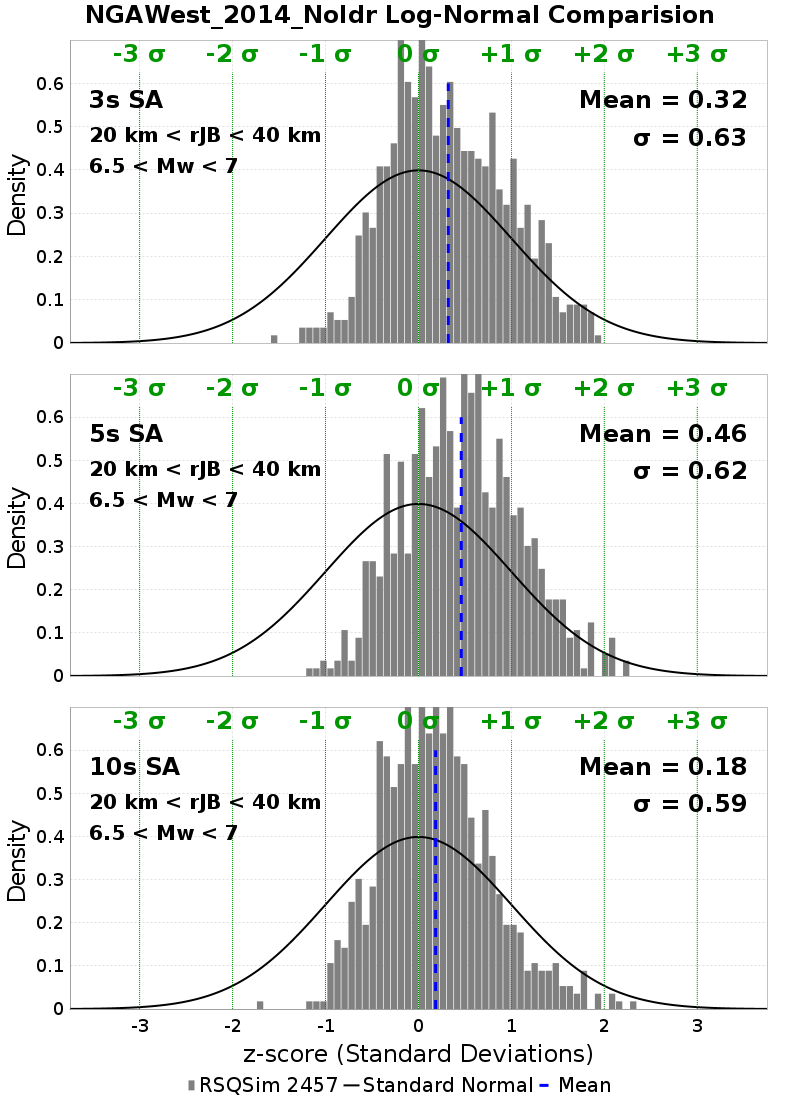 NGAWest_2014_NoIdr Log-Normal Comparision
-3 σ -2 σ -1 σ 0 σ +1 σ +2 σ +3 σ
3s SA
20 km < rJB < 40 km
6.5 < Mw < 7
Mean = 0.32
σ = 0.63
Density
0.6
0.5
0.4
0.3
0.2
0.1
0
-3 σ -2 σ -1 σ 0 σ +1 σ +2 σ +3 σ
5s SA
20 km < rJB < 40 km
6.5 < Mw < 7
Mean = 0.46
σ = 0.62
Density
0.6
0.5
0.4
0.3
0.2
0.1
0
-3 σ -2 σ -1 σ 0 σ +1 σ +2 σ +3 σ
10s SA
20 km < rJB < 40 km
6.5 < Mw < 7
Mean = 0.18
σ = 0.59
Density
0.6
0.5
0.4
0.3
0.2
0.1
0
-3 -2 -1 0 1 2 3
z-score (Standard Deviations)
RSQSim 2457 Standard Normal Mean